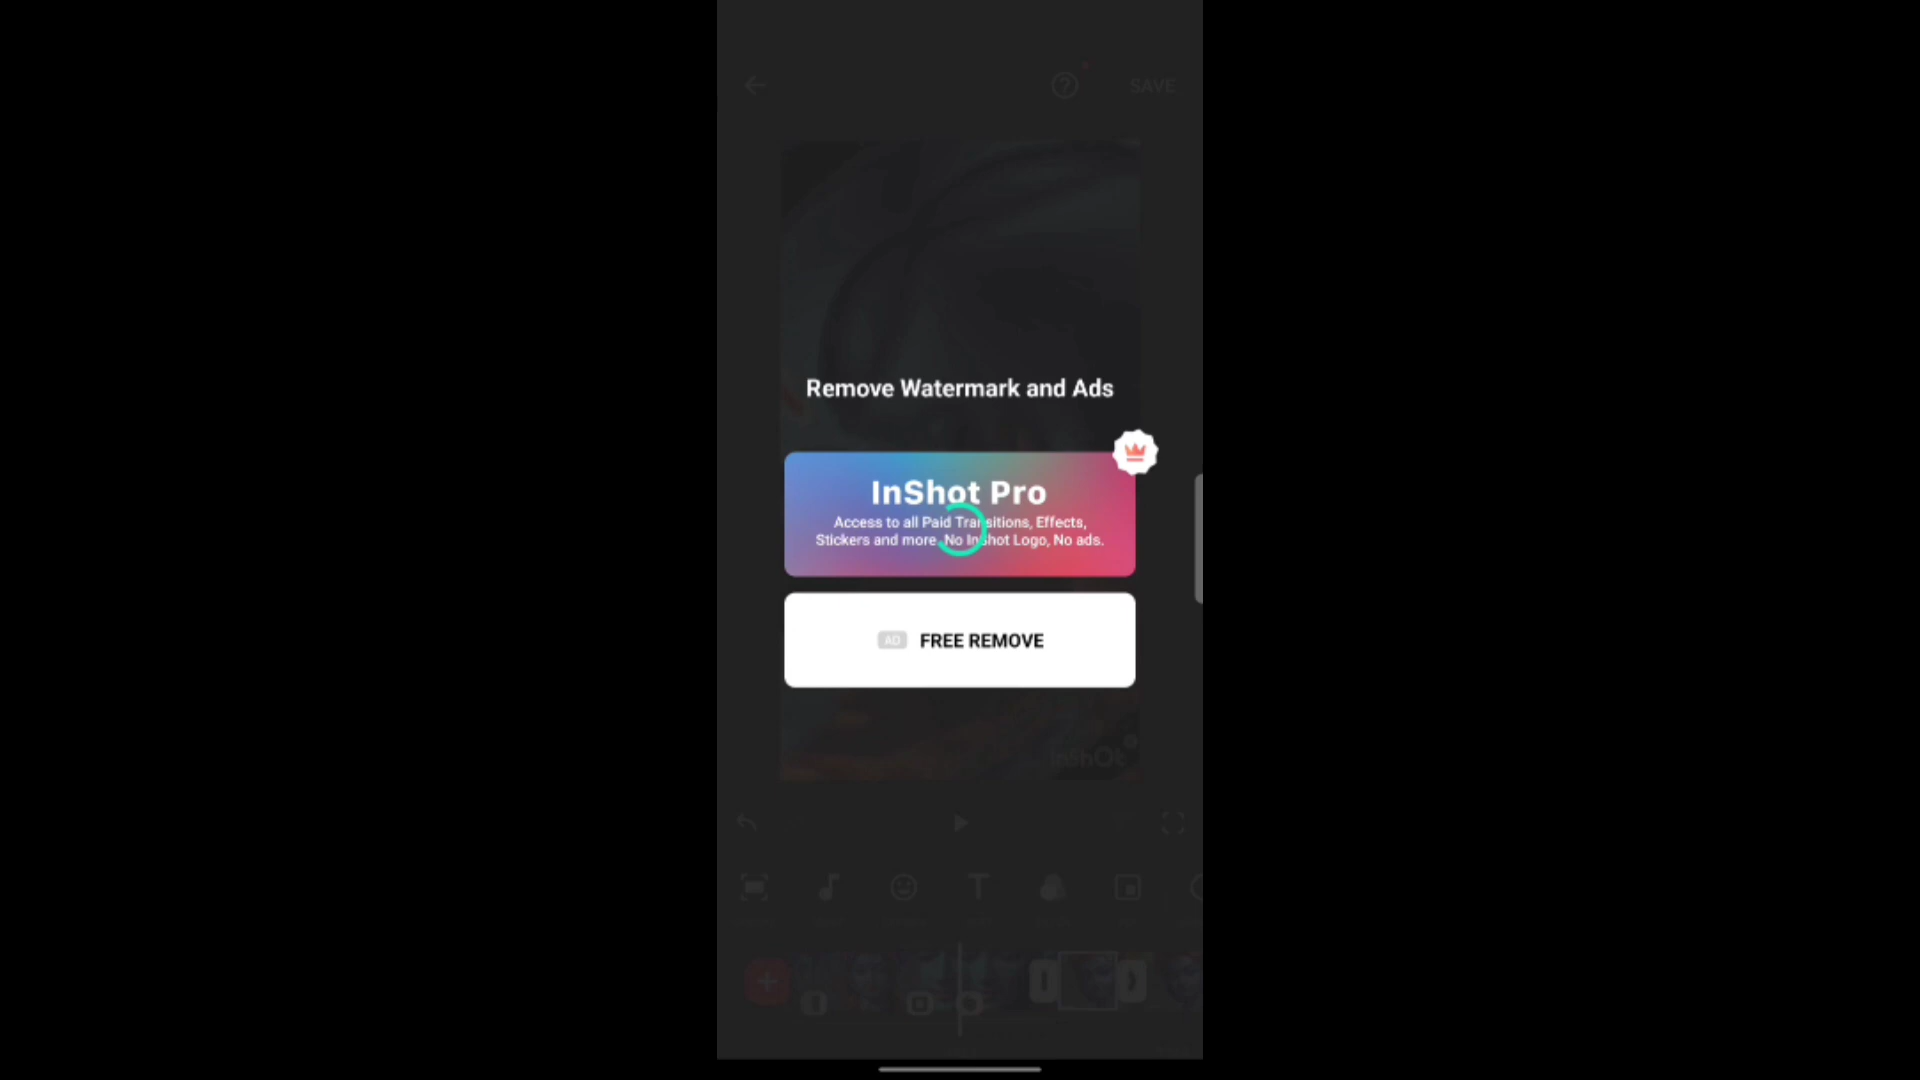 SAVE
Remove Watermark and Ads
InShot Pro
Access to all Paid Transitions, Effects,
Stickers and more. No InShot Logo, No ads.
AD FREE REMOVE
InShOt